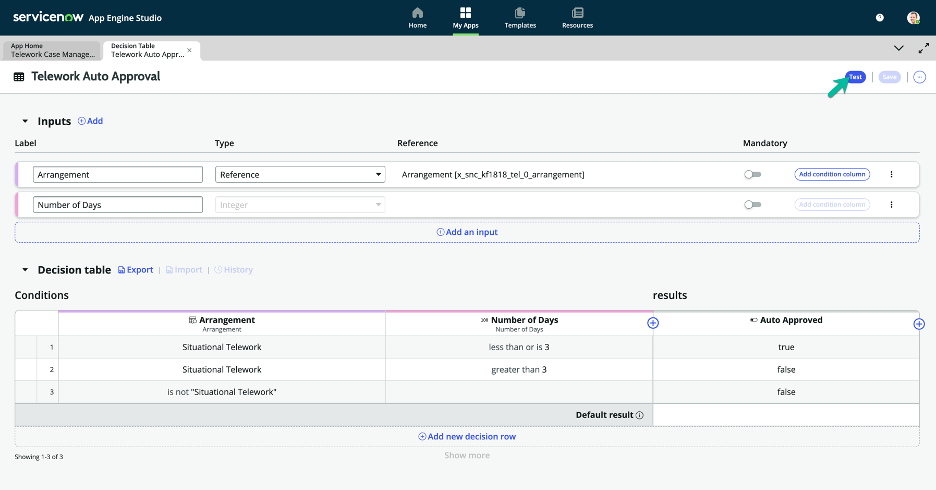 servicenow App Engine Studio
Home
My Apps
Templates
Resources
App Home
Telework Case Manage...
Decision Table
Telework Auto Appr...
Telework Auto Approval
Test
Save
Inputs
Add
Label Type Reference Mandatory
Arrangement Reference Arrangement [x_snc_kf1818_tel_0_arrangement] Add condition column
Number of Days Integer Add condition column
Add an input
Decision table Export | Import | History
Conditions results
Arrangement Number of Days Auto Approved
Arrangement Number of Days
1 Situational Telework less than or is 3 true
2 Situational Telework greater than 3 false
3 is not "Situational Telework" false
Default result
Add new decision row
Showing 1-3 of 3
Show more